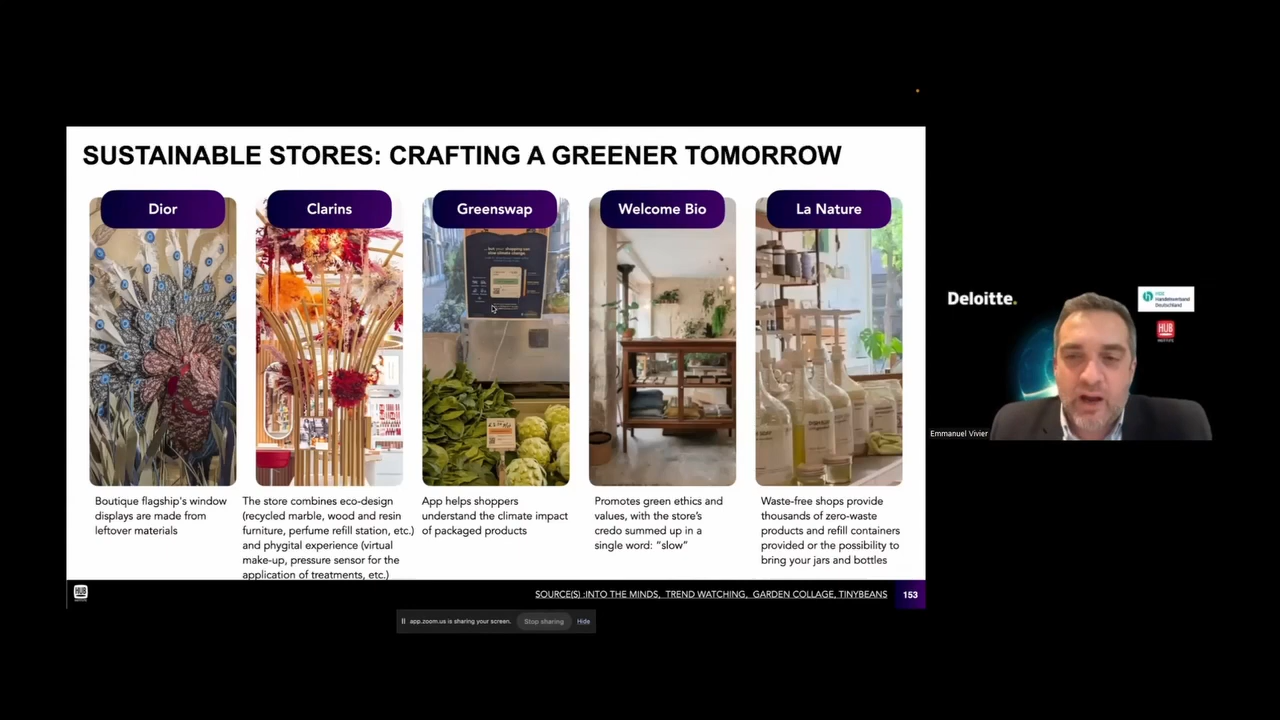 SUSTAINABLE STORES: CRAFTING A GREENER TOMORROW
Dior
Clarins
Greenswap
Welcome Bio
La Nature
Boutique flagship's window
displays are made from
leftover materials
The store combines eco-design
(recycled marble, wood and resin
furniture, perfume refill station, etc.)
and phygital experience (virtual
make-up, pressure sensor for the
application of treatments, etc.)
App helps shoppers
understand the climate impact
of packaged products
Promotes green ethics and
values, with the store's
credo summed up in a
single word: “slow”
Waste-free shops provide
thousands of zero-waste
products and refill containers
provided or the possibility to
bring your jars and bottles
HUB
SOURCE(S) :INTO THE MINDS, TREND WATCHING, GARDEN COLLAGE, TINYBEANS
153
app.zoom.us is sharing your screen.
Stop sharing
Hide
Deloitte.
Handelsverband
Deutschland
HUB
Emmanuel Vivier